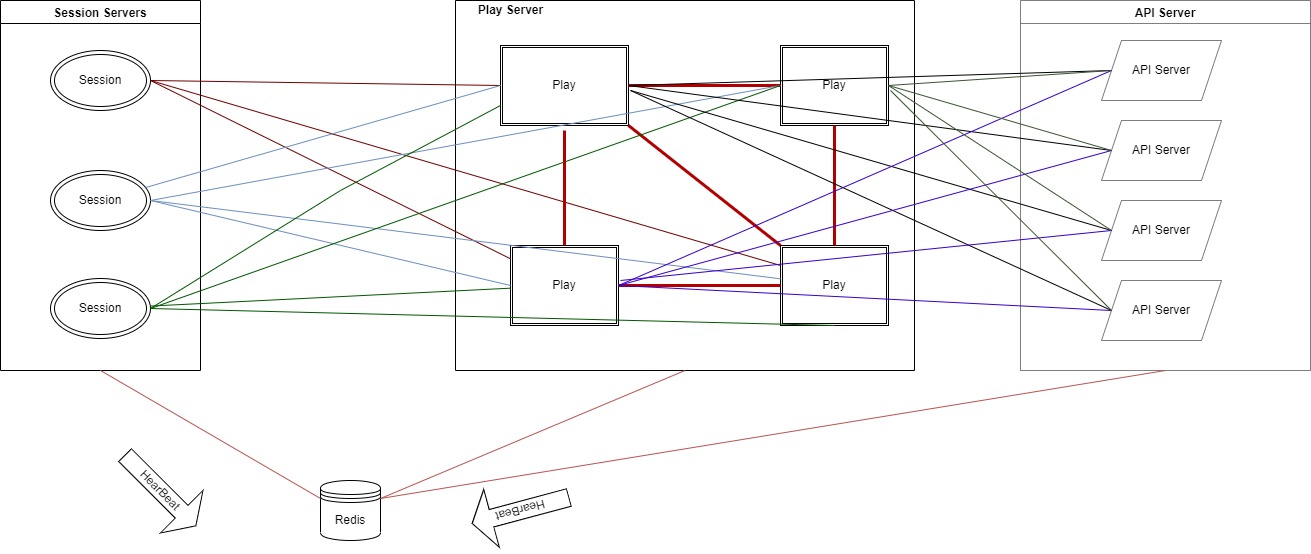 Session Servers
Play Server
API Server
Session
Play
Play
API Server
API Server
Session
API Server
Session
Play
Play
API Server
HearBeat
Redis
HearBeat